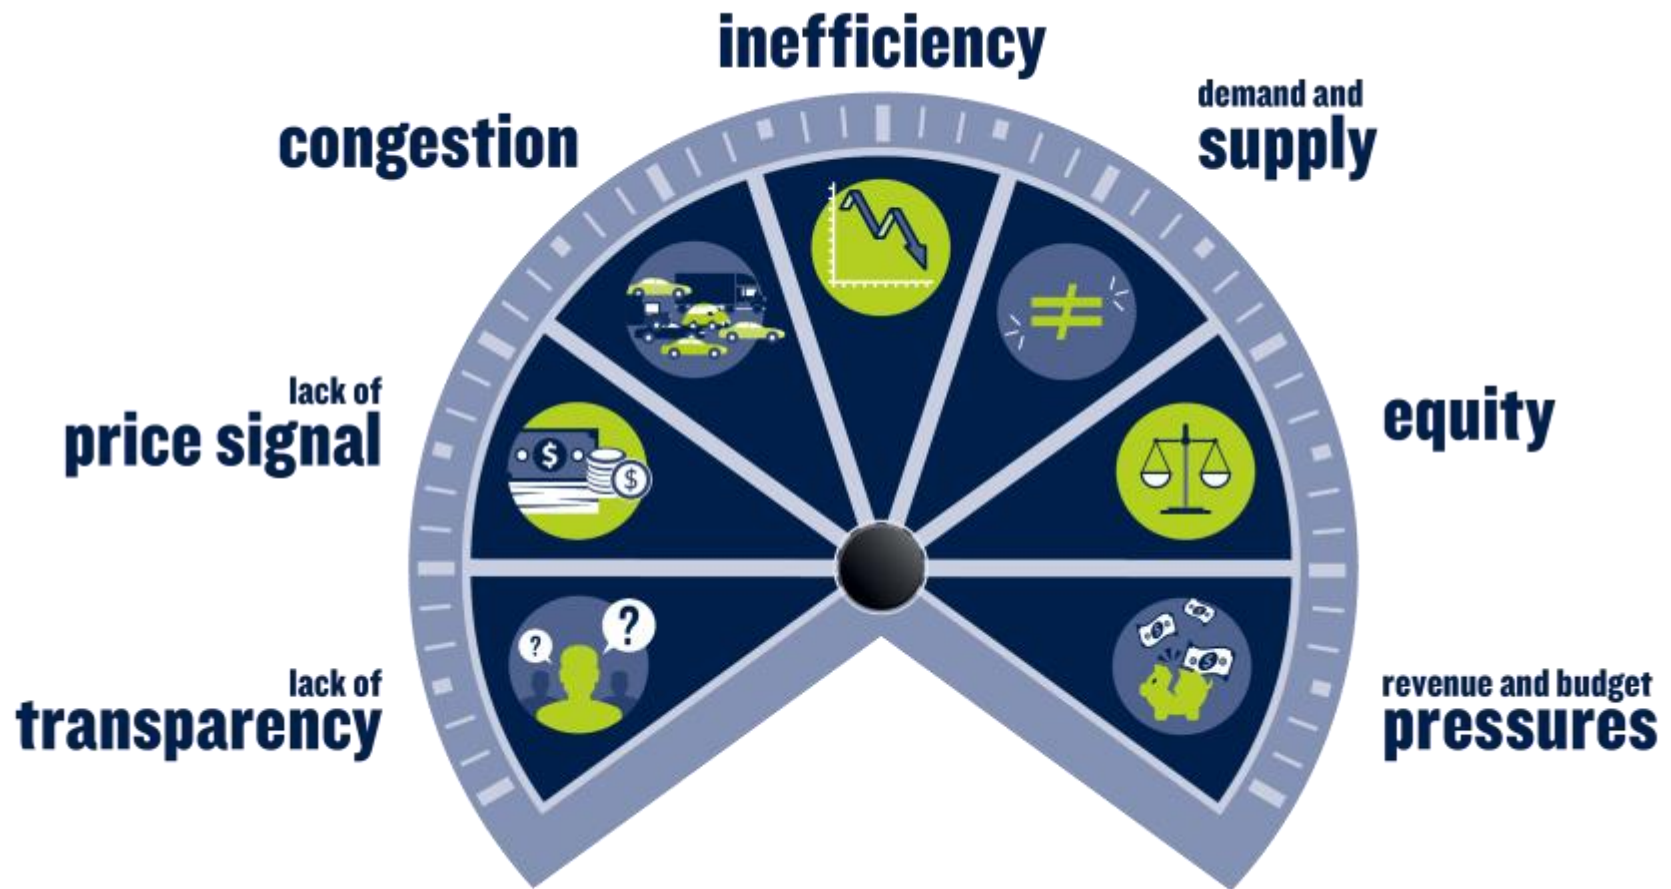 inefficiency
demand and
supply
congestion
lack of
price signal
equity
lack of
transparency
revenue and budget
pressures
$
$
?
?
≠